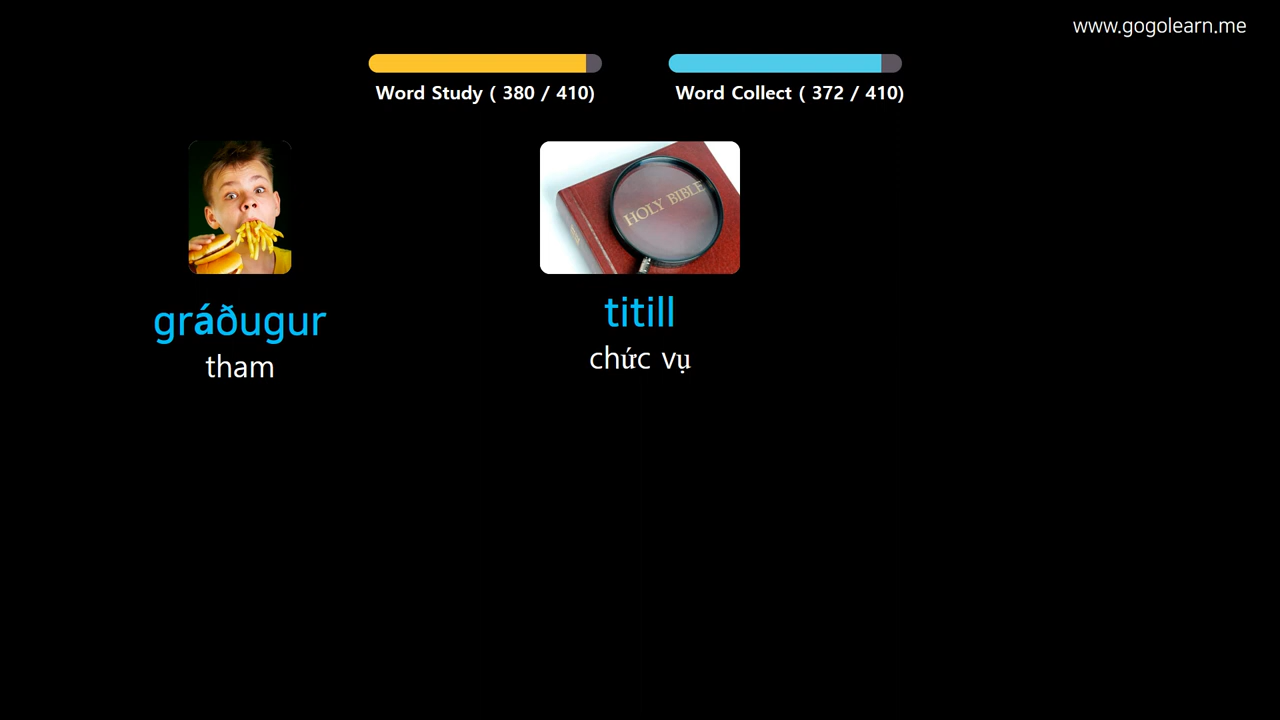 www.gogolearn.me
Word Study ( 380 / 410)
Word Collect ( 372 / 410)
HOLY BIBLE
gráðugur
tham
titill
chức vụ